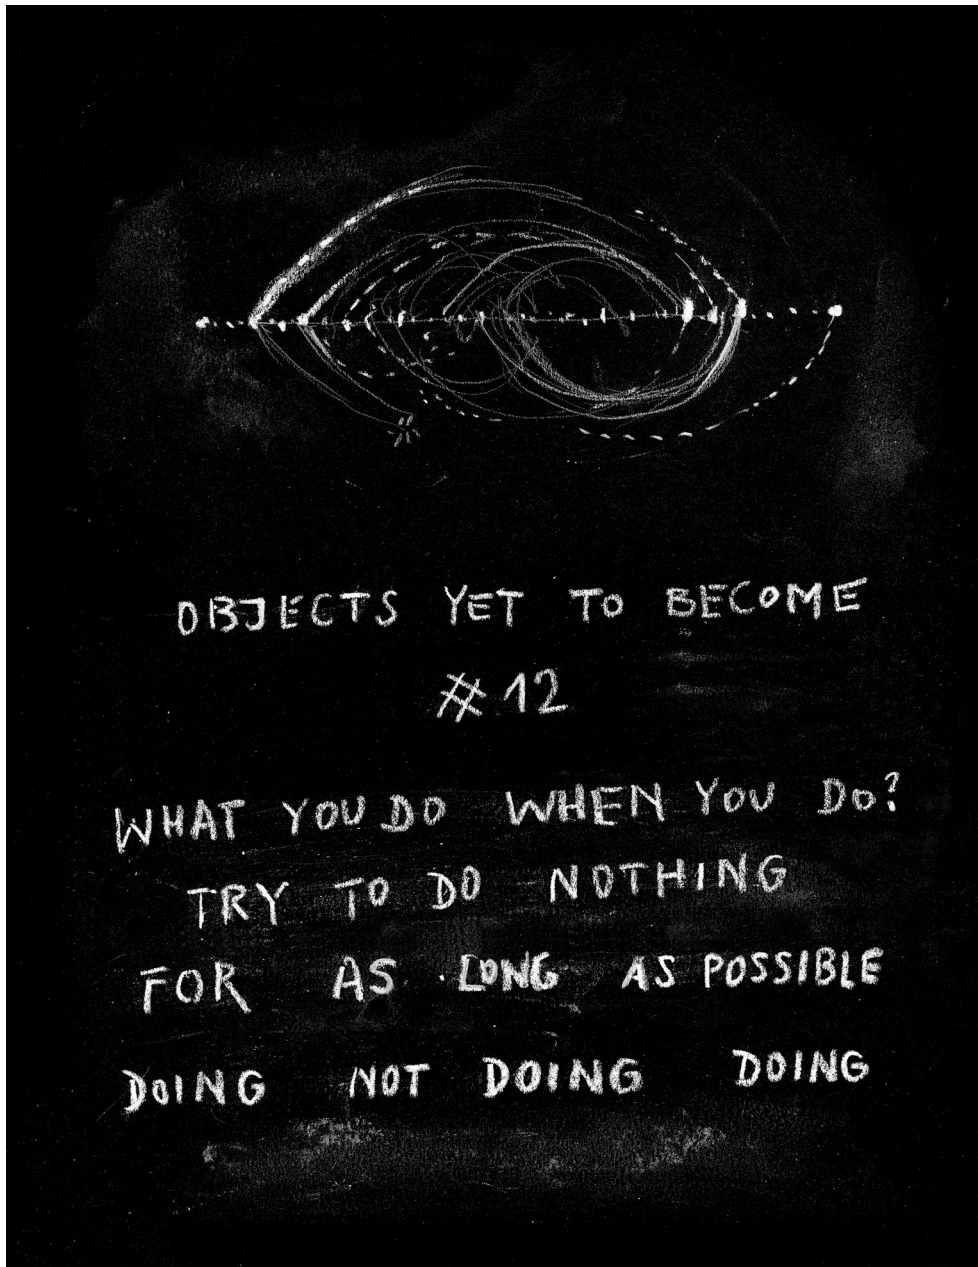 OBJECTS YET TO BECOME
#12
WHAT YOU DO WHEN YOU DO?
TRY TO DO NOTHING
FOR AS LONG AS POSSIBLE
DOING NOT DOING DOING